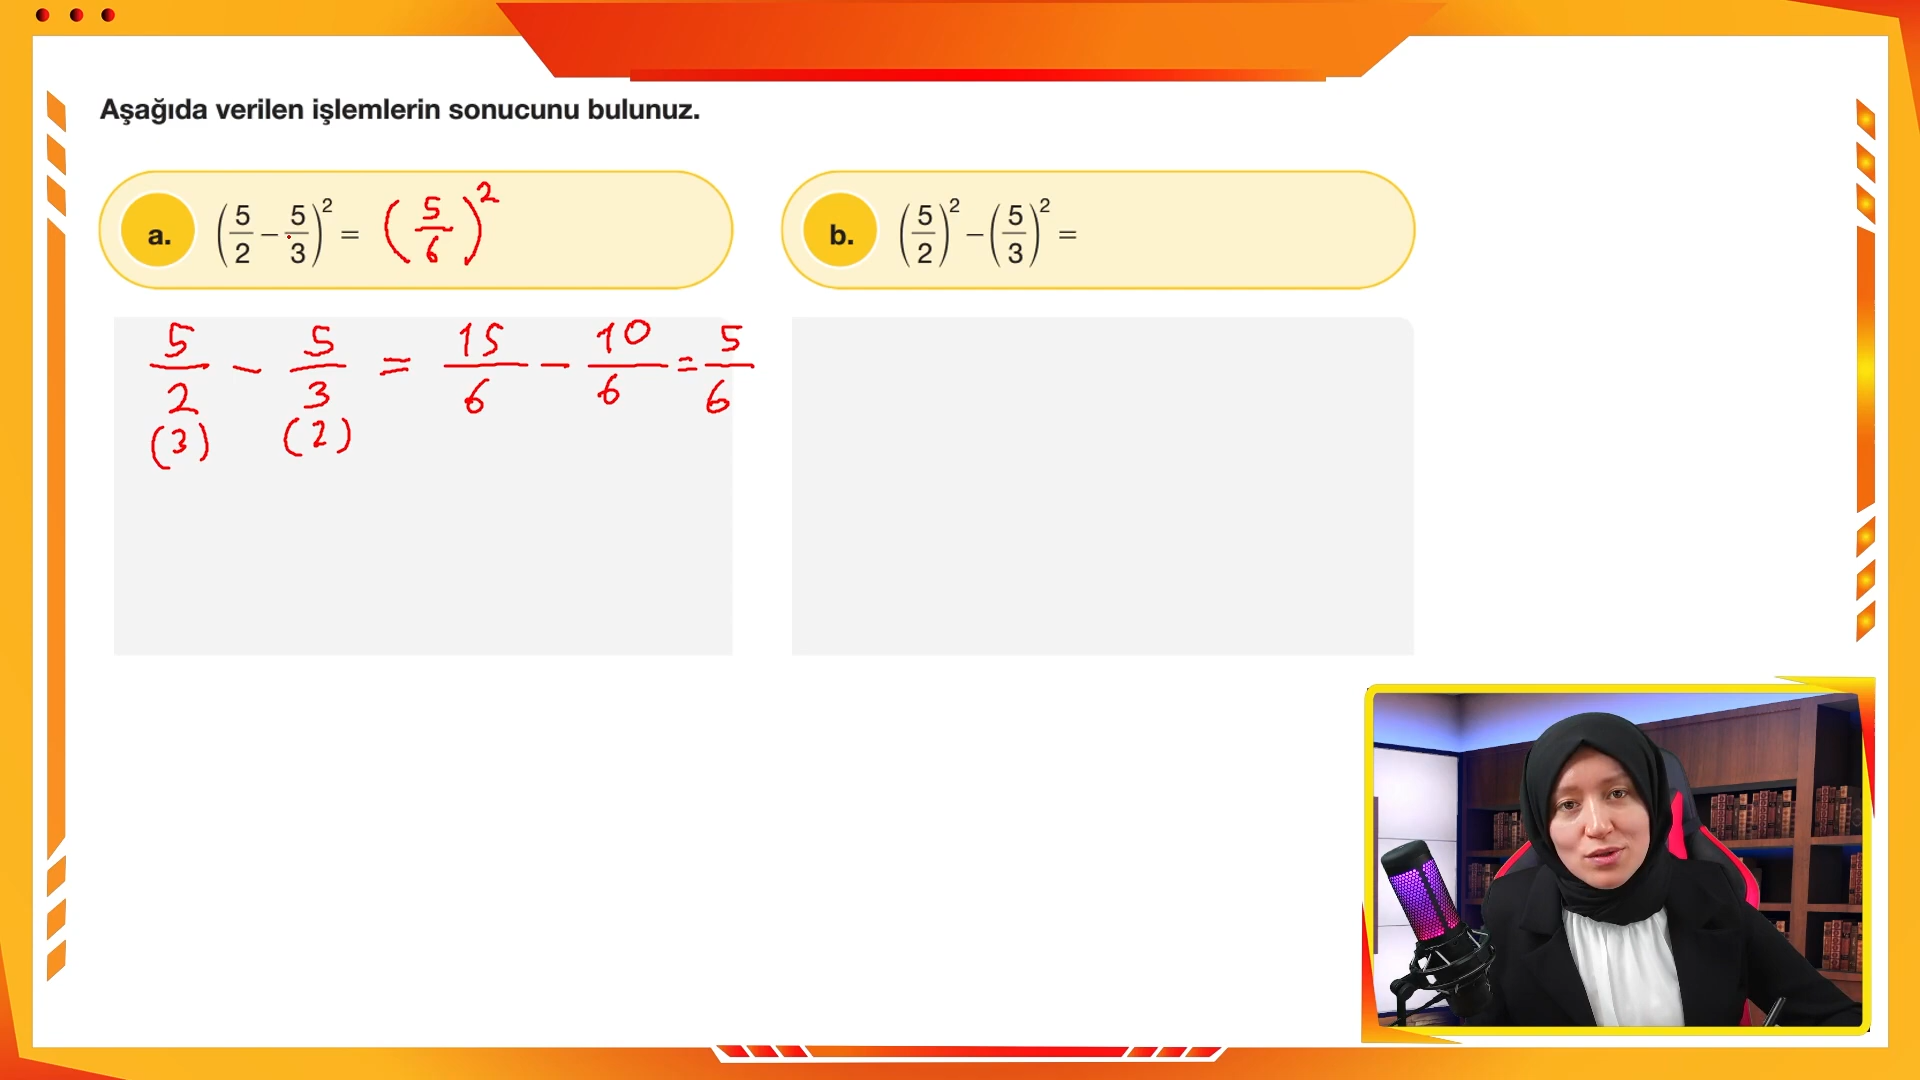 Aşağıda verilen işlemlerin sonucunu bulunuz.
a. (5/2 − 5/3)² = (5/6)²
b. (5/2)² − (5/3)² =
5/2 − 5/3 = 15/6 − 10/6 = 5/6
(3) (2)